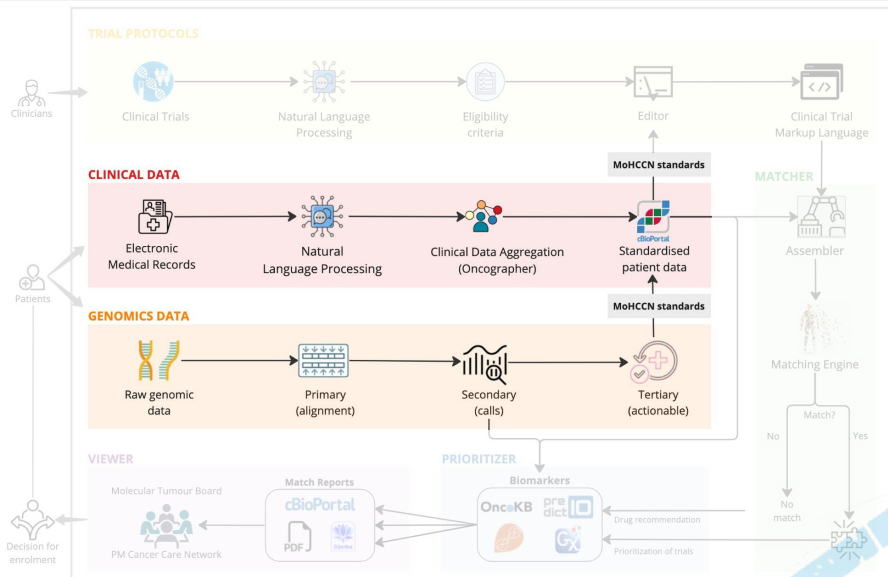 TRIAL PROTOCOLS
Clinicians
Clinical Trials
Natural Language
Processing
Eligibility
criteria
Editor
Clinical Trial
Markup Language
MoHCCN standards
CLINICAL DATA
MATCHER
Electronic
Medical Records
Natural
Language Processing
Clinical Data Aggregation
(Oncographer)
cBioPortal
Standardised
patient data
Assembler
Patients
MoHCCN standards
GENOMICS DATA
Raw genomic
data
Primary
(alignment)
Secondary
(calls)
Tertiary
(actionable)
Matching Engine
Match?
No
Yes
No
match
VIEWER
PRIORITIZER
Molecular Tumour Board
PM Cancer Care Network
Match Reports
cBioPortal
PDF
Biomarkers
OncoKB
predictIO
GX
Drug recommendation
Prioritization of trials
Decision for
enrolment